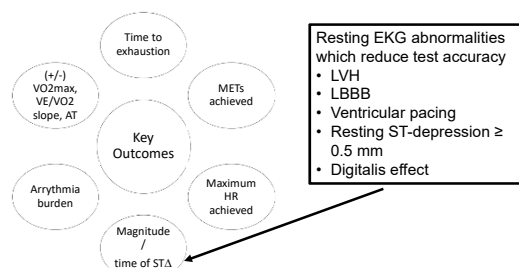 Time to
exhaustion
(+/-)
VO2max,
VE/VO2
slope, AT
METs
achieved
Key
Outcomes
Arrythmia
burden
Maximum
HR
achieved
Magnitude
/
time of ST∆
Resting EKG abnormalities
which reduce test accuracy
• LVH
• LBBB
• Ventricular pacing
• Resting ST-depression ≥
0.5 mm
• Digitalis effect